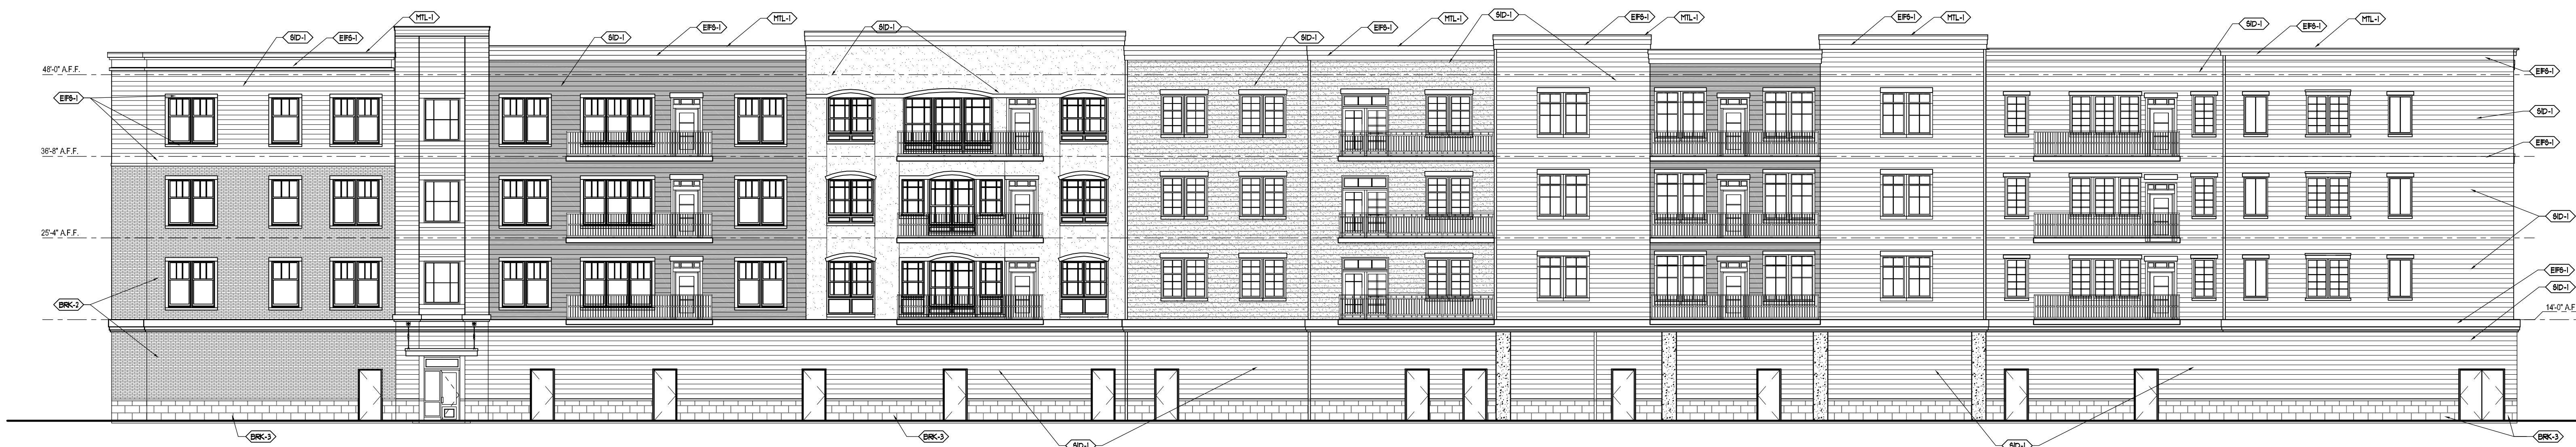 MTL-1
SID-1
EIFS-1
SID-1
EIFS-1
MTL-1
SID-1
SID-1
EIFS-1
MTL-1
SID-1
EIFS-1
MTL-1
EIFS-1
MTL-1
SID-1
EIFS-1
MTL-1
48'-0" A.F.F.
EIFS-1
EIFS-1
SID-1
36'-8" A.F.F.
EIFS-1
SID-1
25'-4" A.F.F.
EIFS-1
SID-1
BRK-2
14'-0" A.F.F
BRK-3
BRK-3
SID-1
SID-1
BRK-3